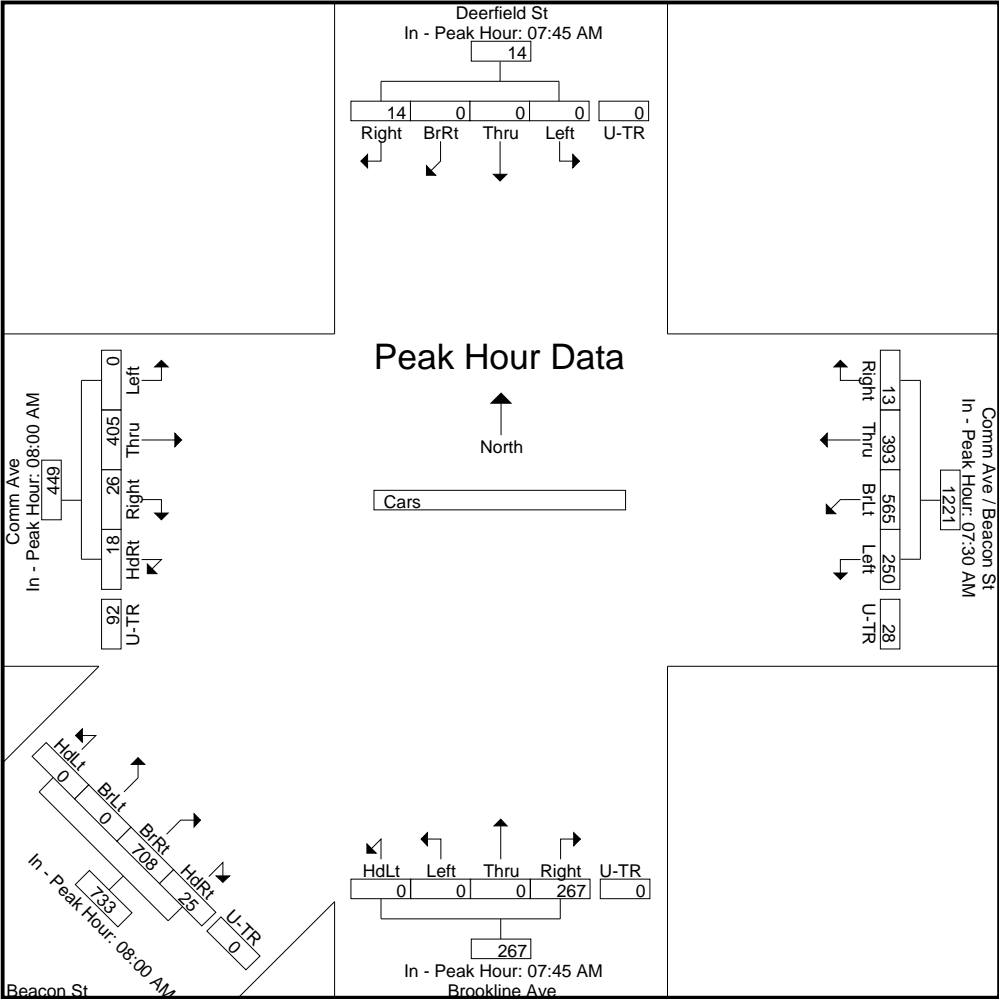 Deerfield St
In - Peak Hour: 07:45 AM
14
14 0 0 0 0
Right BrRt Thru Left U-TR
Peak Hour Data
North
Cars
Comm Ave
In - Peak Hour: 08:00 AM
449
0 405 26 18 92
Left Thru Right HdRt U-TR
Comm Ave / Beacon St
In - Peak Hour: 07:30 AM
1221
13 393 565 250 28
Right Thru BrLt Left U-TR
HdLt BrLt BrRt HdRt U-TR
0 0 708 25 0
733
In - Peak Hour: 08:00 AM
Beacon St
HdLt Left Thru Right U-TR
0 0 0 267 0
267
In - Peak Hour: 07:45 AM
Brookline Ave